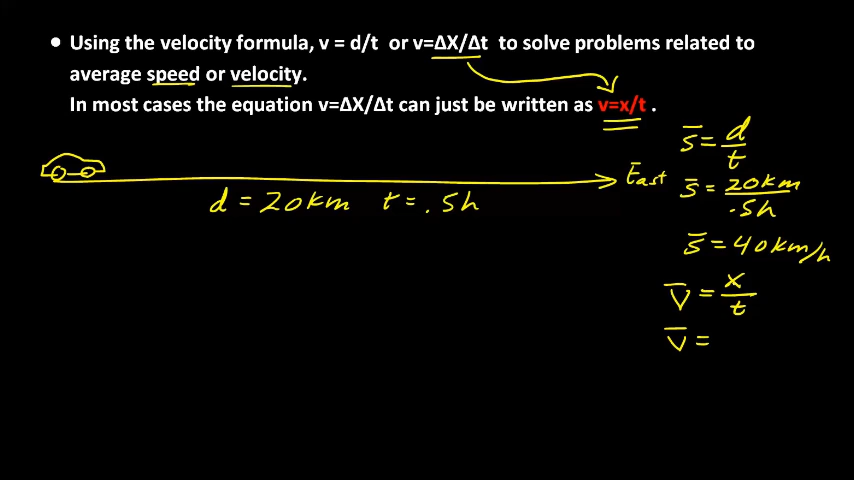 • Using the velocity formula, v = d/t or v=ΔX/Δt to solve problems related to
average speed or velocity.
In most cases the equation v=ΔX/Δt can just be written as v=x/t .
s̄ = d/t
East
s̄ = 20km/.5h
d = 20km t = .5h
s̄ = 40km/h
v̄ = x/t
v̄ =